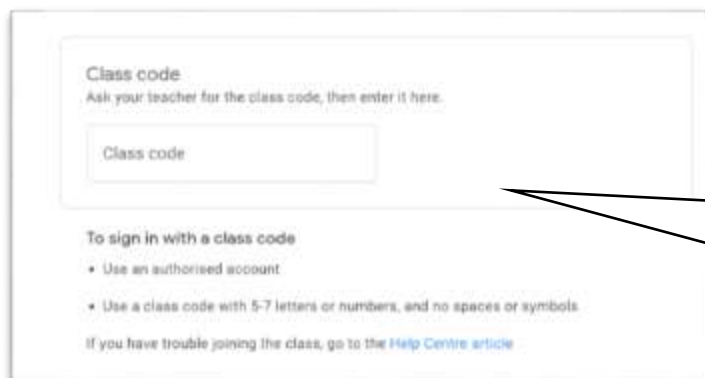 Class code
Ask your teacher for the class code, then enter it here.
Class code
To sign in with a class code
• Use an authorised account
• Use a class code with 5-7 letters or numbers, and no spaces or symbols
If you have trouble joining the class, go to the Help Centre article